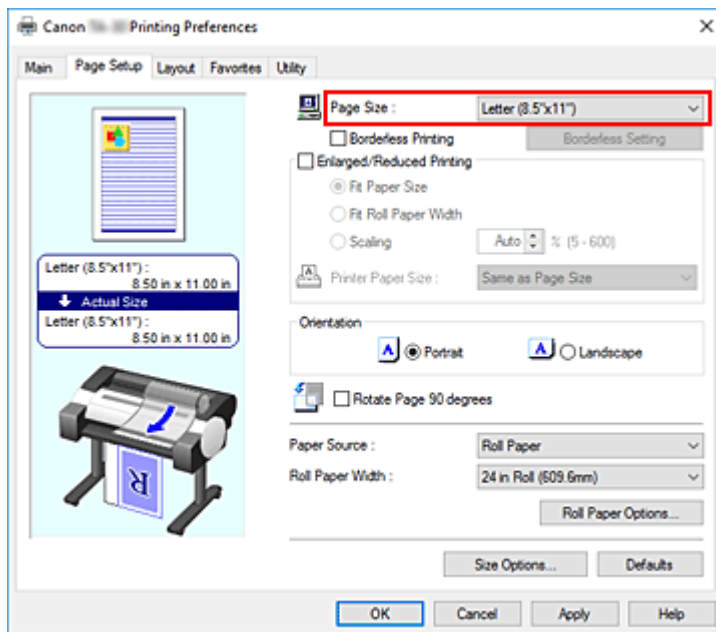 Canon Printing Preferences
Main Page Setup Layout Favorites Utility
Page Size : Letter (8.5"x11")
Borderless Printing Borderless Setting
Enlarged/Reduced Printing
Fit Paper Size
Fit Roll Paper Width
Scaling Auto % (5 - 600)
Printer Paper Size : Same as Page Size
Letter (8.5"x11") :
8.50 in x 11.00 in
Actual Size
Letter (8.5"x11") :
8.50 in x 11.00 in
Orientation
A Portrait A Landscape
Rotate Page 90 degrees
Paper Source : Roll Paper
Roll Paper Width : 24 in Roll (609.6mm)
Roll Paper Options...
R
Size Options... Defaults
OK Cancel Apply Help